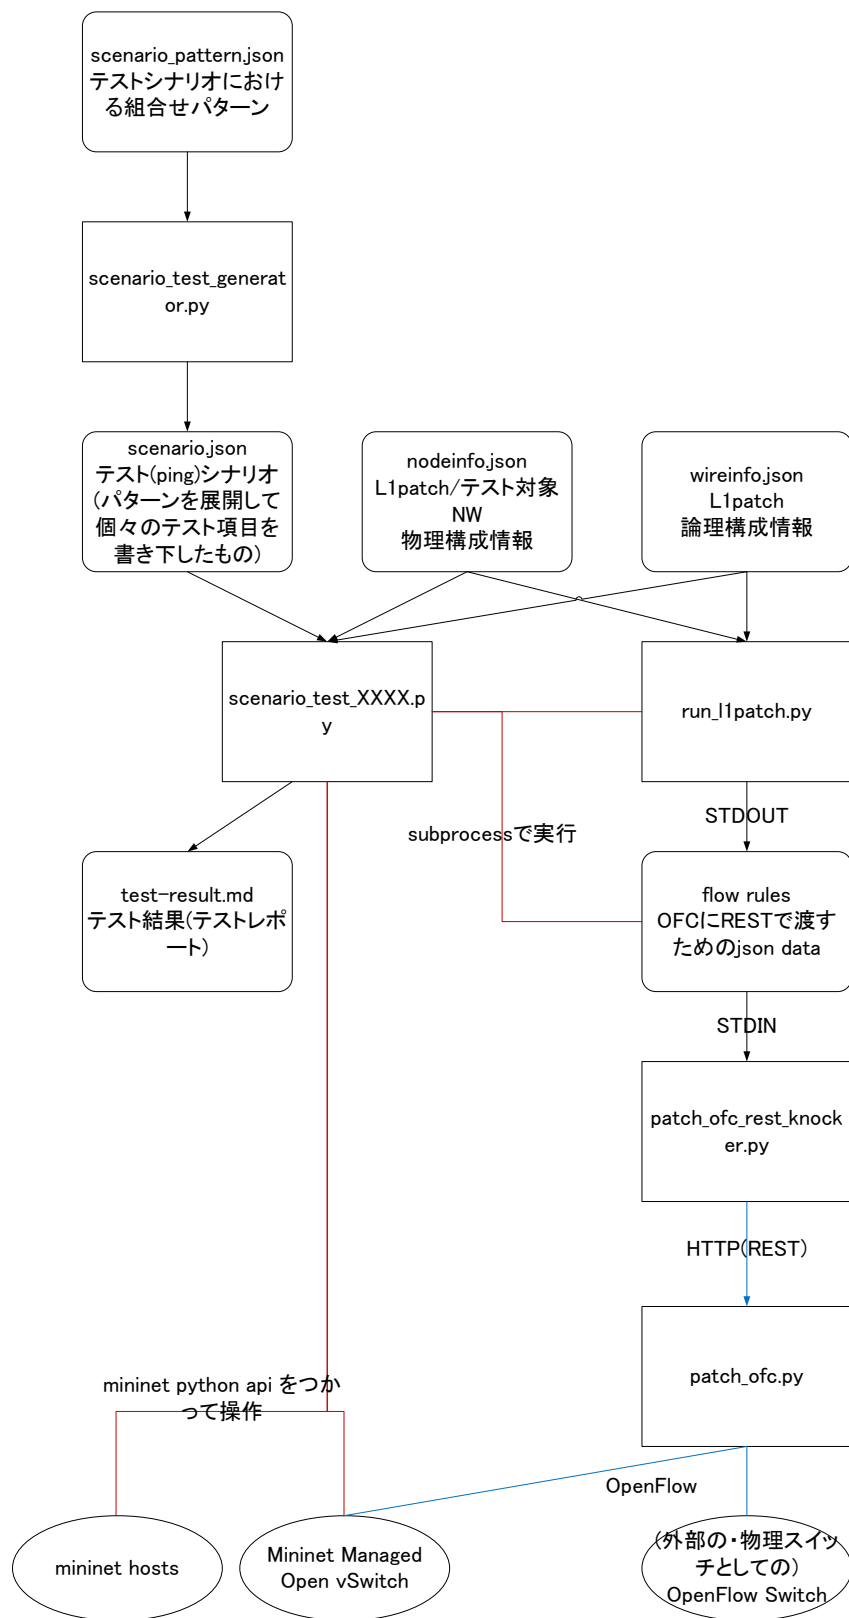 scenario_pattern.json
テストシナリオにおけ
る組合せパターン
scenario_test_generat
or.py
scenario.json
テスト(ping)シナリオ
(パターンを展開して
個々のテスト項目を
書き下したもの)
nodeinfo.json
L1patch/テスト対象
NW
物理構成情報
wireinfo.json
L1patch
論理構成情報
scenario_test_XXXX.p
y
run_l1patch.py
subprocessで実行
STDOUT
test-result.md
テスト結果(テストレポ
ート)
flow rules
OFCにRESTで渡す
ためのjson data
STDIN
patch_ofc_rest_knock
er.py
HTTP(REST)
patch_ofc.py
mininet python api をつか
って操作
OpenFlow
mininet hosts
Mininet Managed
Open vSwitch
(外部の・物理スイッ
チとしての)
OpenFlow Switch